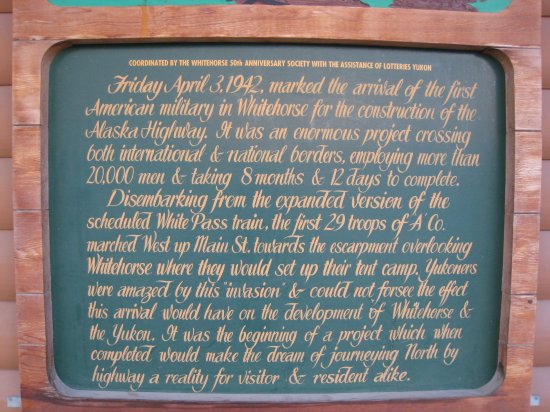 COORDINATED BY THE WHITEHORSE 50th ANNIVERSARY SOCIETY WITH THE ASSISTANCE OF LOTTERIES YUKON
Friday April 3, 1942, marked the arrival of the first
American military in Whitehorse for the construction of the
Alaska Highway. It was an enormous project crossing
both international & national borders, employing more than
20,000 men & taking 8 months & 12 days to complete.
Disembarking from the expanded version of the
scheduled White Pass train, the first 29 troops of 'A' Co.
marched West up Main St. towards the escarpment overlooking
Whitehorse where they would set up their tent camp. Yukoners
were amazed by this "invasion" & could not forsee the effect
this arrival would have on the development of Whitehorse &
the Yukon. It was the beginning of a project which when
completed would make the dream of journeying North by
highway a reality for visitor & resident alike.